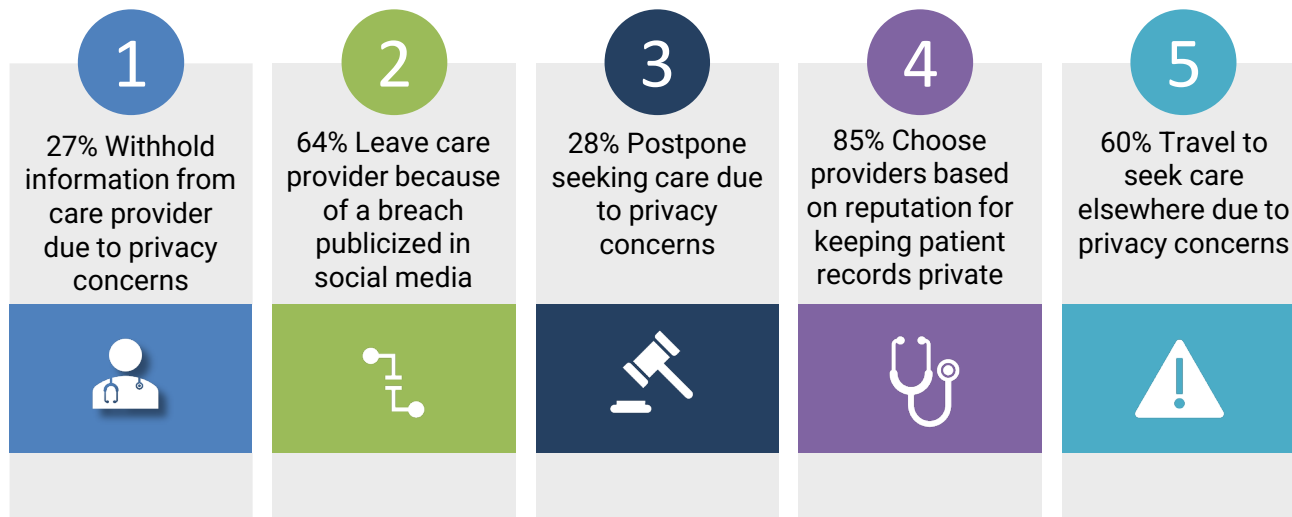 1
27% Withhold
information from
care provider
due to privacy
concerns
2
64% Leave care
provider because
of a breach
publicized in
social media
3
28% Postpone
seeking care due
to privacy
concerns
4
85% Choose
providers based
on reputation for
keeping patient
records private
5
60% Travel to
seek care
elsewhere due to
privacy concerns